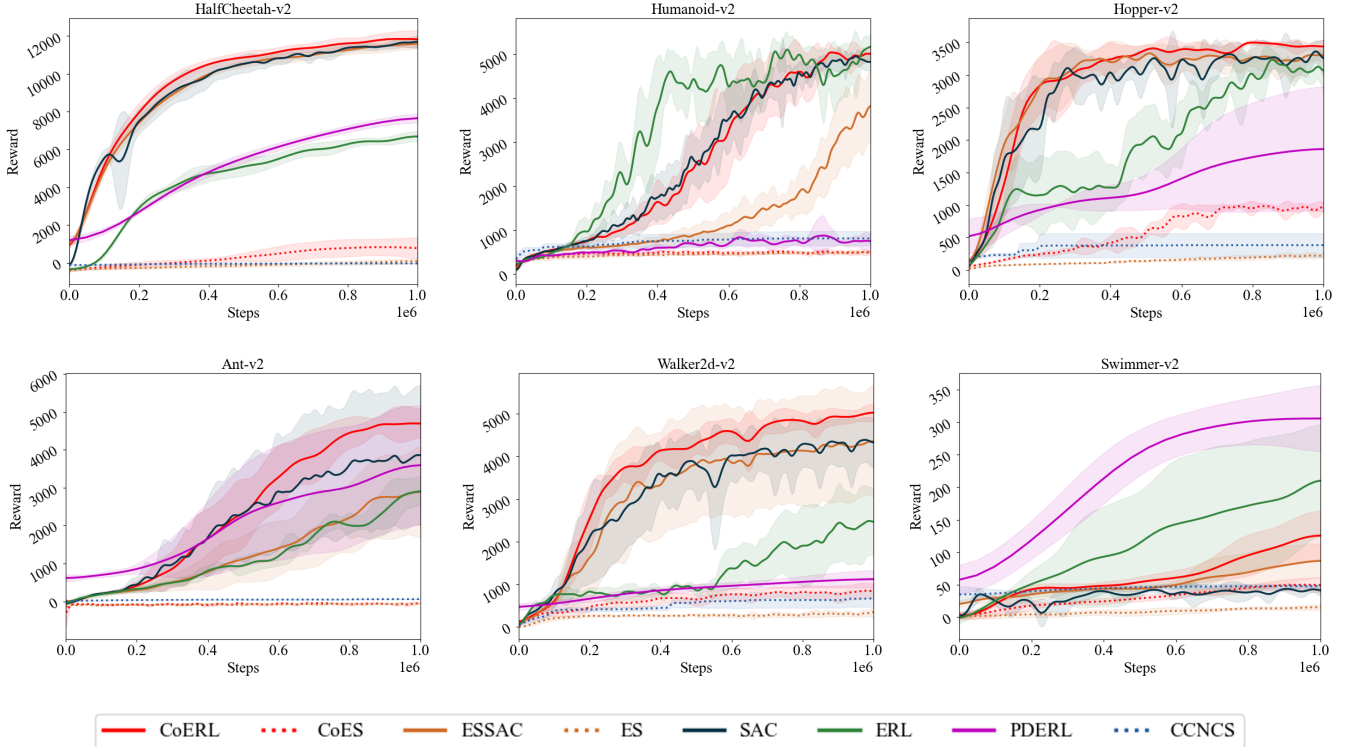 HalfCheetah-v2
Reward
12000
10000
8000
6000
4000
2000
0
0.0 0.2 0.4 0.6 0.8 1.0
Steps
1e6
Humanoid-v2
Reward
5000
4000
3000
2000
1000
0
0.0 0.2 0.4 0.6 0.8 1.0
Steps
1e6
Hopper-v2
Reward
3500
3000
2500
2000
1500
1000
500
0
0.0 0.2 0.4 0.6 0.8 1.0
Steps
1e6
Ant-v2
Reward
6000
5000
4000
3000
2000
1000
0
0.0 0.2 0.4 0.6 0.8 1.0
Steps
1e6
Walker2d-v2
Reward
5000
4000
3000
2000
1000
0
0.0 0.2 0.4 0.6 0.8 1.0
Steps
1e6
Swimmer-v2
Reward
350
300
250
200
150
100
50
0
0.0 0.2 0.4 0.6 0.8 1.0
Steps
1e6
CoERL CoES ESSAC ES SAC ERL PDERL CCNCS